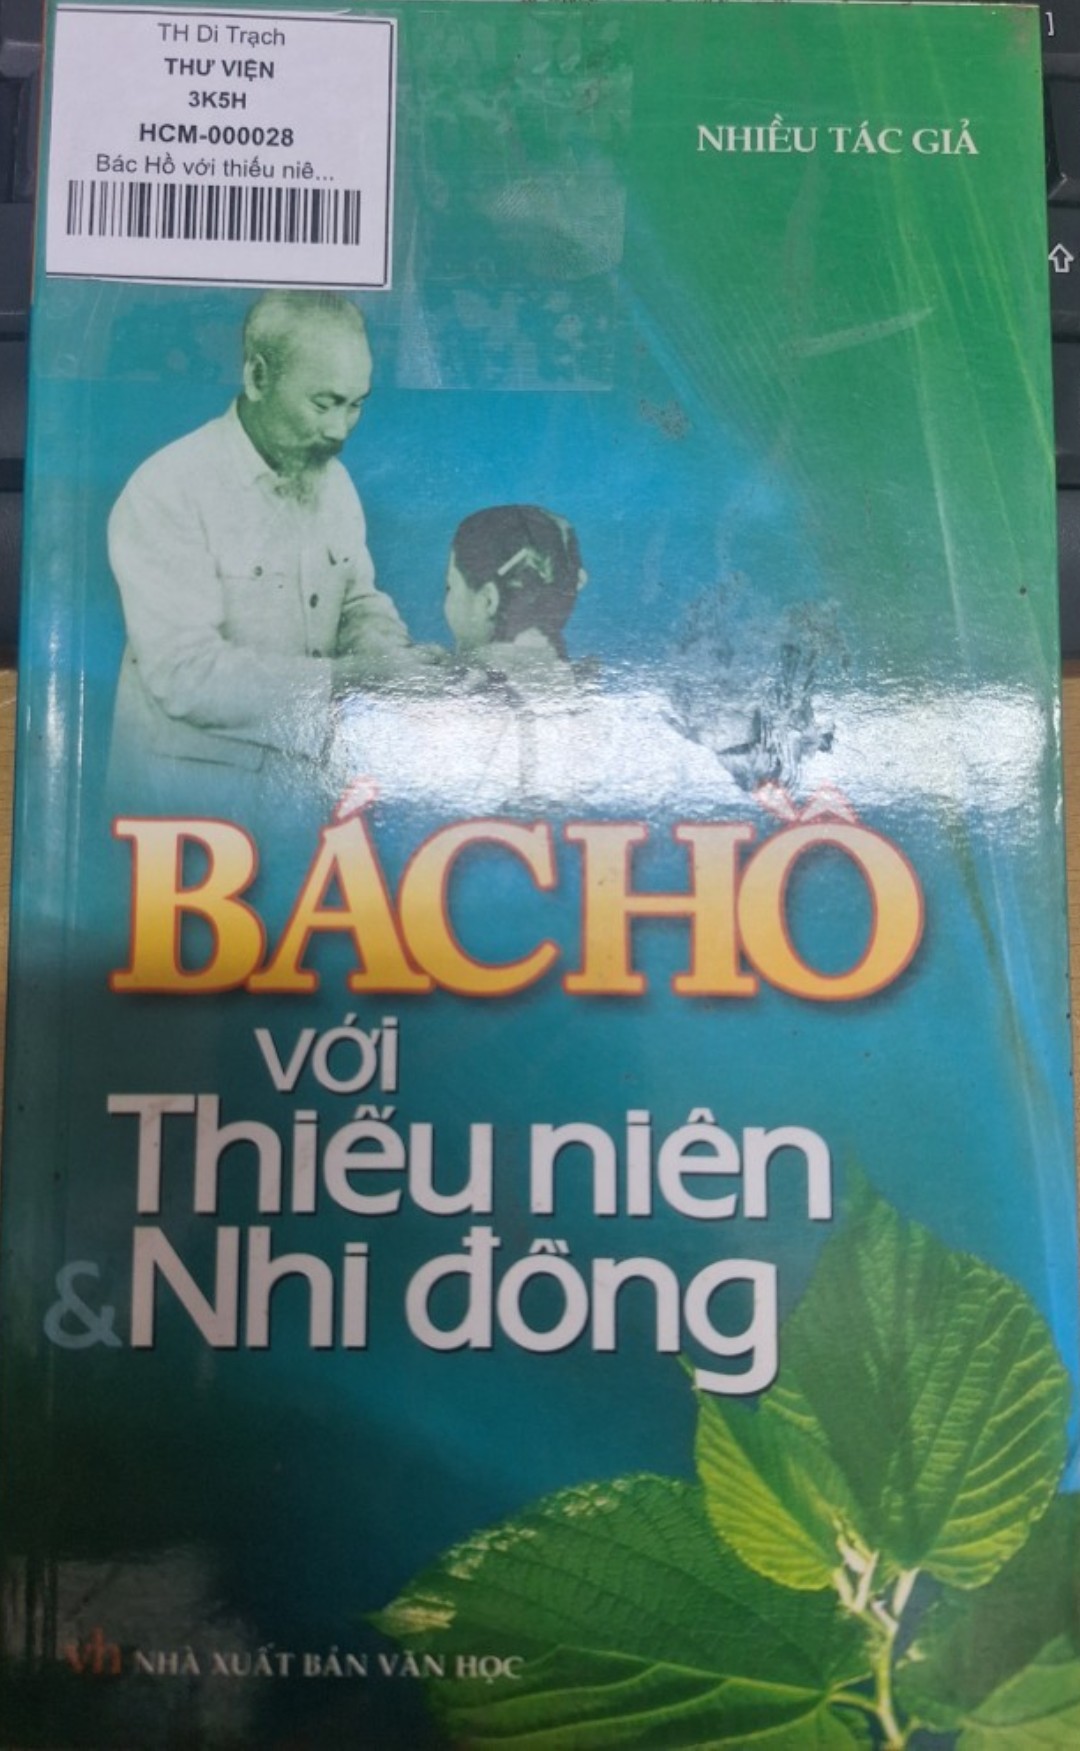 TH Di Trạch
THƯ VIỆN
3K5H
HCM-000028
Bác Hồ với thiếu niê...
NHIỀU TÁC GIẢ
BÁC HỒ
với
Thiếu niên
& Nhi đồng
vh NHÀ XUẤT BẢN VĂN HỌC
]